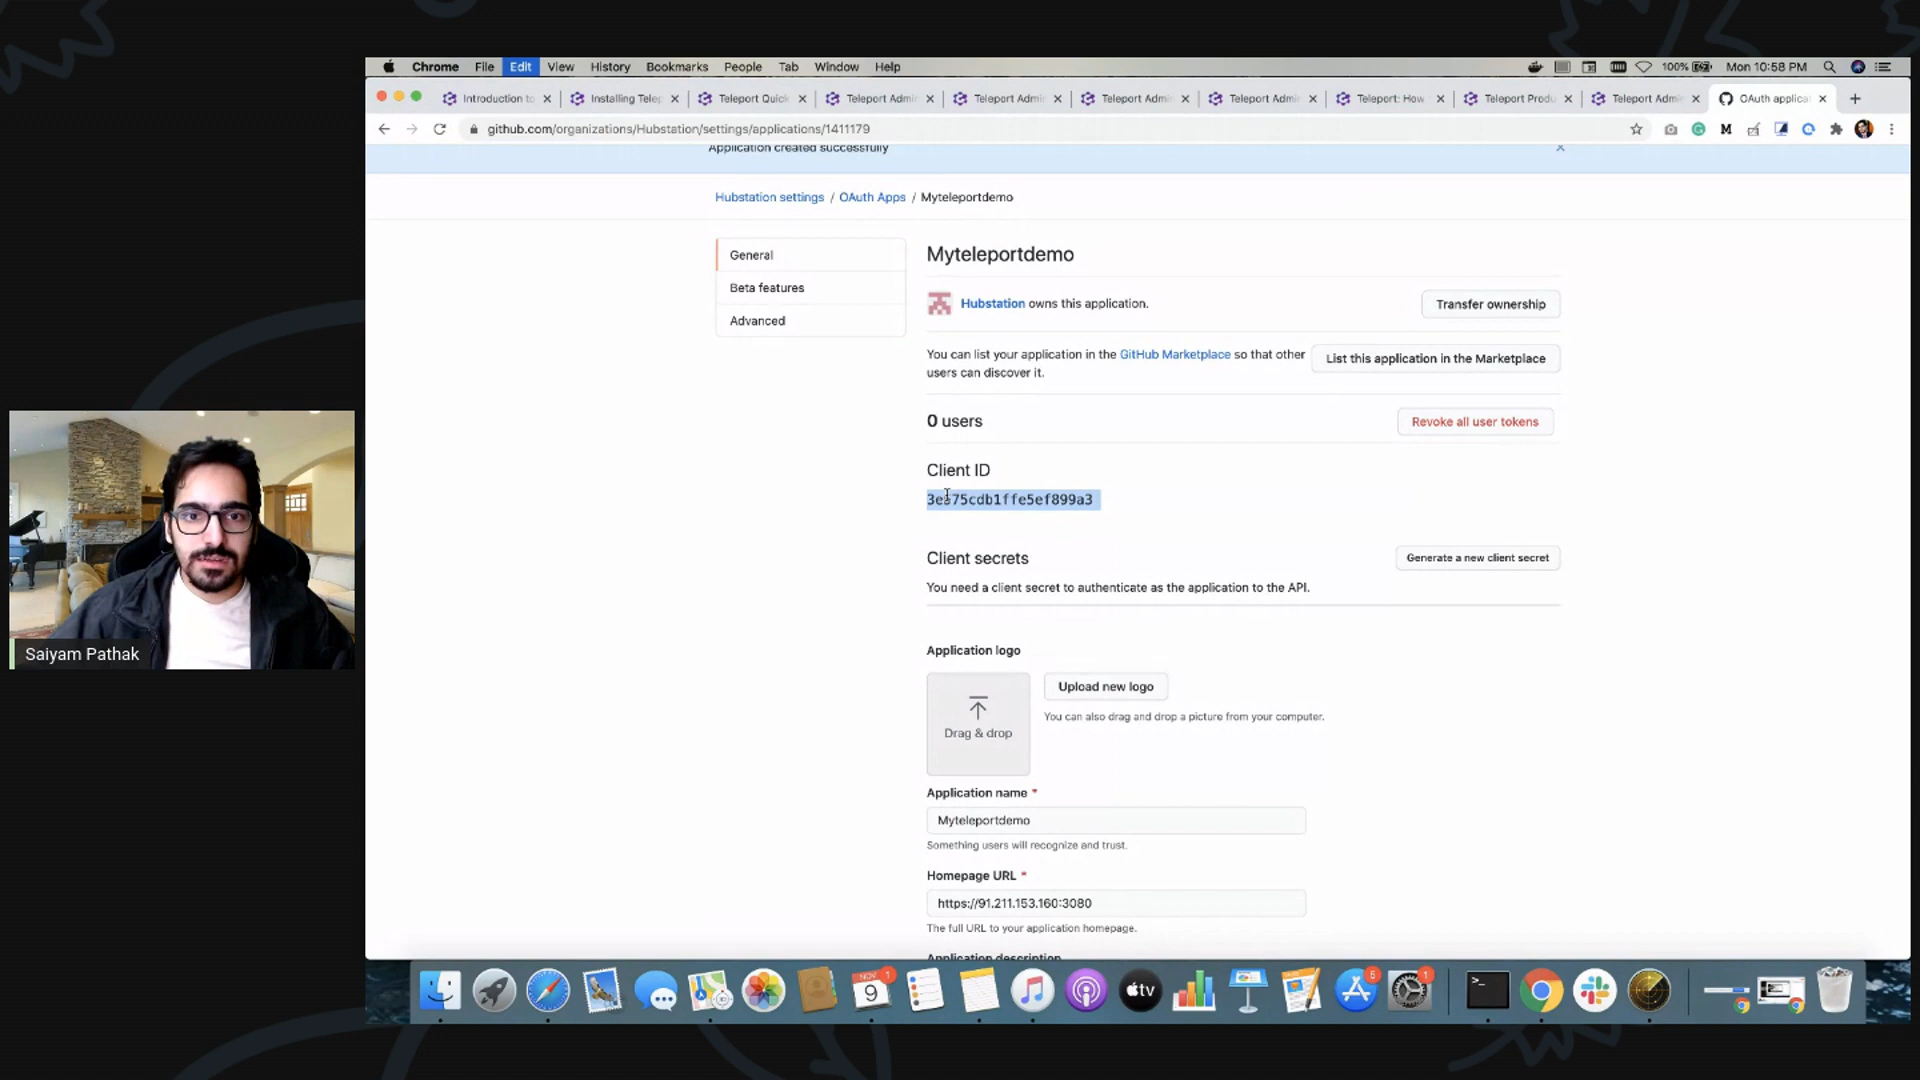 Chrome File Edit View History Bookmarks People Tab Window Help 100% Mon 10:58 PM
Introduction to Installing Telep Teleport Quick Teleport Admi Teleport Admi Teleport Admi Teleport Admi Teleport: How Teleport Produ Teleport Admi OAuth applica
github.com/organizations/Hubstation/settings/applications/1411179
Application created successfully
Hubstation settings / OAuth Apps / Myteleportdemo
General
Beta features
Advanced
Myteleportdemo
Hubstation owns this application.
Transfer ownership
You can list your application in the GitHub Marketplace so that other
users can discover it.
List this application in the Marketplace
0 users
Revoke all user tokens
Client ID
Client secrets
Generate a new client secret
You need a client secret to authenticate as the application to the API.
Application logo
Drag & drop
Upload new logo
You can also drag and drop a picture from your computer.
Application name *
Myteleportdemo
Something users will recognize and trust.
Homepage URL *
https://91.211.153.160:3080
The full URL to your application homepage.
Application description
Saiyam Pathak
NOV
9
1
tv
5
1